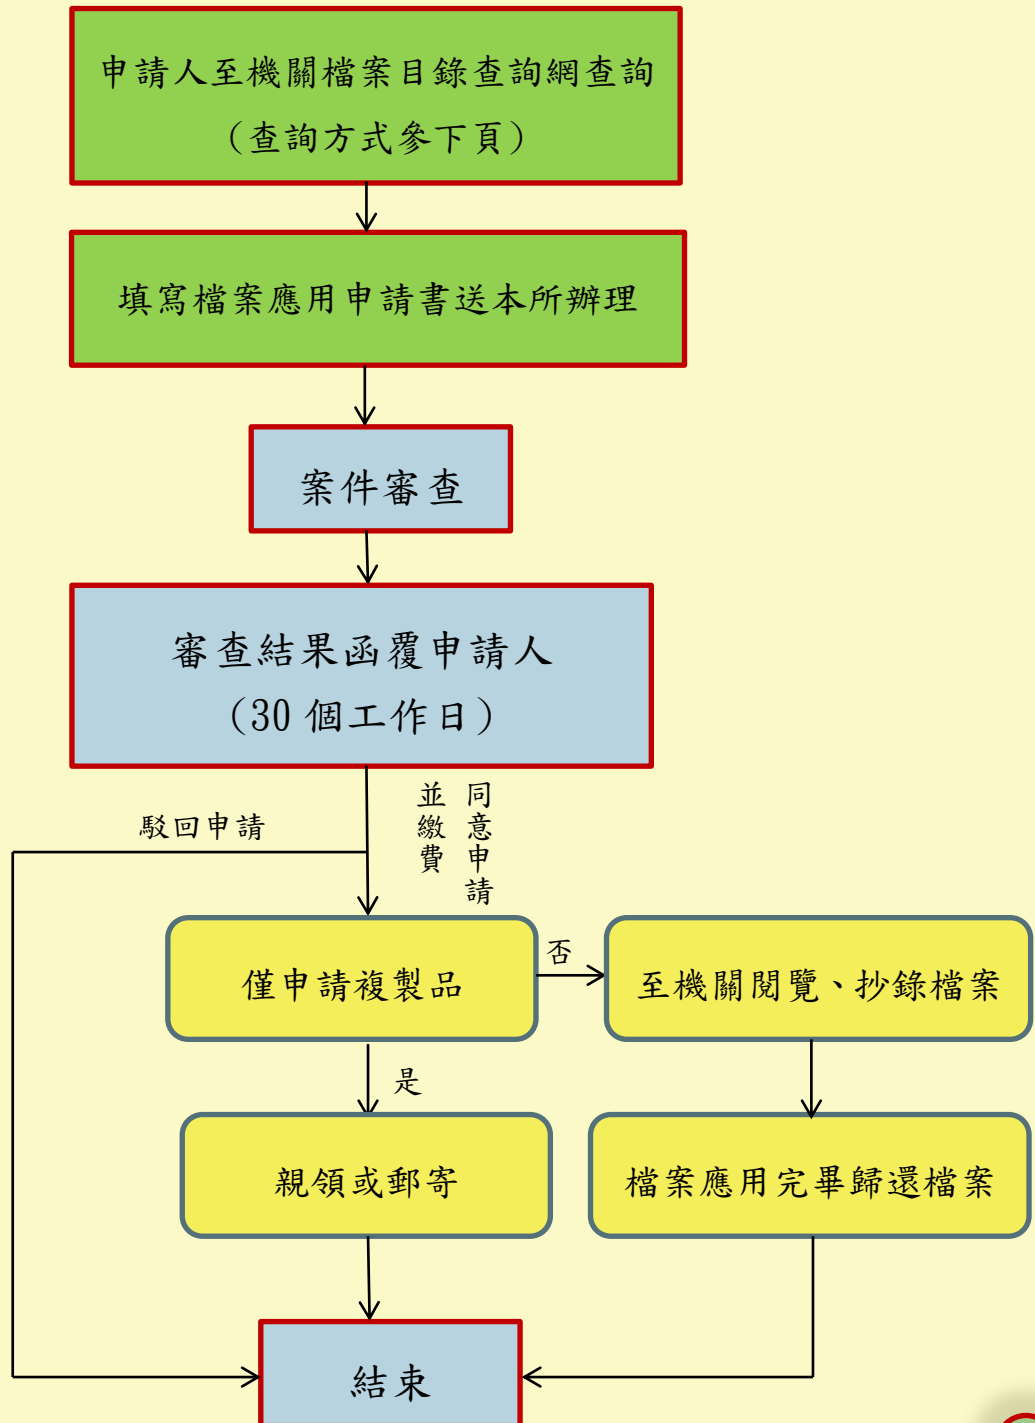 申請人至機關檔案目錄查詢網查詢
（查詢方式參下頁）
填寫檔案應用申請書送本所辦理
案件審查
審查結果函覆申請人
（30 個工作日）
駁回申請
同意申請
並繳費
僅申請複製品
否
至機關閱覽、抄錄檔案
是
親領或郵寄
檔案應用完畢歸還檔案
結束